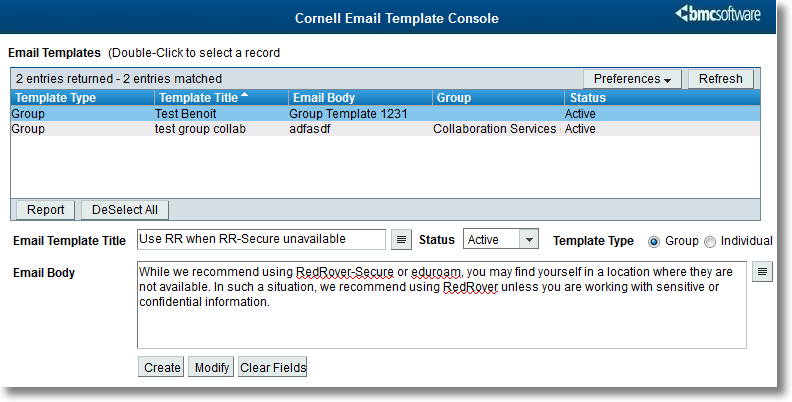 Cornell Email Template Console
bmcsoftware
Email Templates (Double-Click to select a record
2 entries returned - 2 entries matched
Preferences
Refresh
Template Type Template Title Email Body Group Status
Group Test Benoit Group Template 1231 Active
Group test group collab adfasdf Collaboration Services Active
Report DeSelect All
Email Template Title Use RR when RR-Secure unavailable Status Active Template Type Group Individual
Email Body
While we recommend using RedRover-Secure or eduroam, you may find yourself in a location where they are
not available. In such a situation, we recommend using RedRover unless you are working with sensitive or
confidential information.
Create Modify Clear Fields